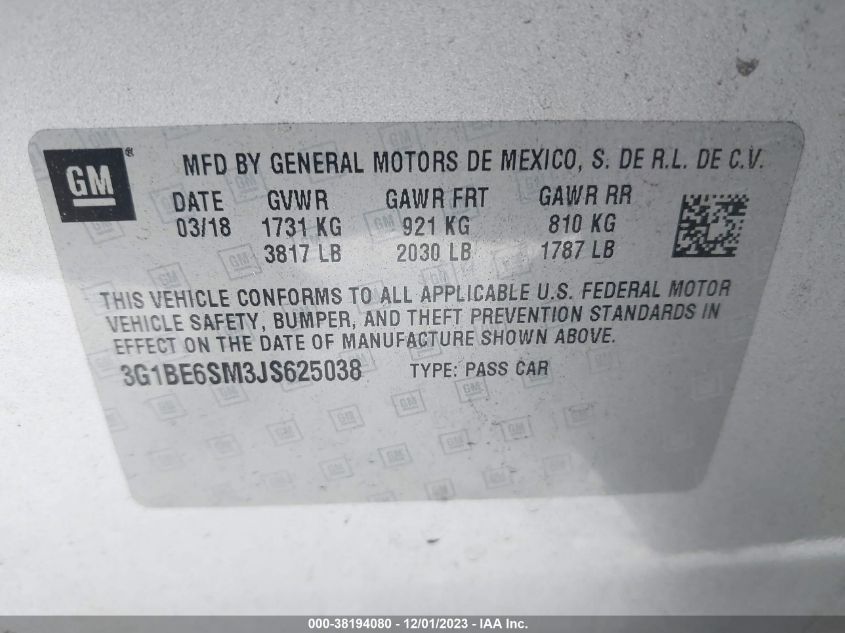 GM®
MFD BY GENERAL MOTORS DE MEXICO, S. DE R.L. DE C.V.
DATE GVWR GAWR FRT GAWR RR
03/18 1731 KG 921 KG 810 KG
3817 LB 2030 LB 1787 LB
THIS VEHICLE CONFORMS TO ALL APPLICABLE U.S. FEDERAL MOTOR
VEHICLE SAFETY, BUMPER, AND THEFT PREVENTION STANDARDS IN
EFFECT ON THE DATE OF MANUFACTURE SHOWN ABOVE.
3G1BE6SM3JS625038 TYPE: PASS CAR
000-38194080 - 12/01/2023 - IAA Inc.